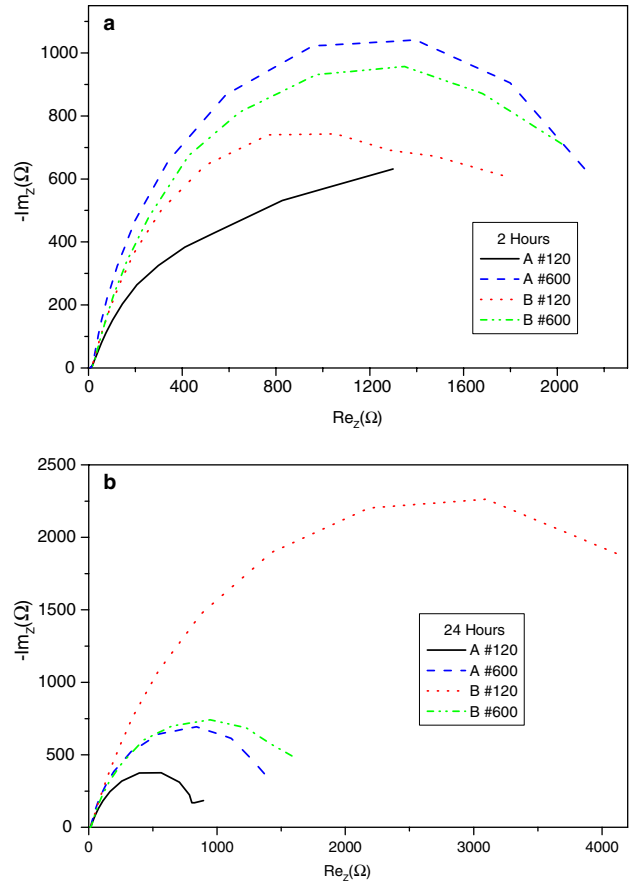 a
1000
800
600
400
200
0
-Im_Z(Ω)
2 Hours
A #120
A #600
B #120
B #600
0 400 800 1200 1600 2000
Re_Z(Ω)
b
2500
2000
1500
1000
500
0
-Im_Z(Ω)
24 Hours
A #120
A #600
B #120
B #600
0 1000 2000 3000 4000
Re_Z(Ω)